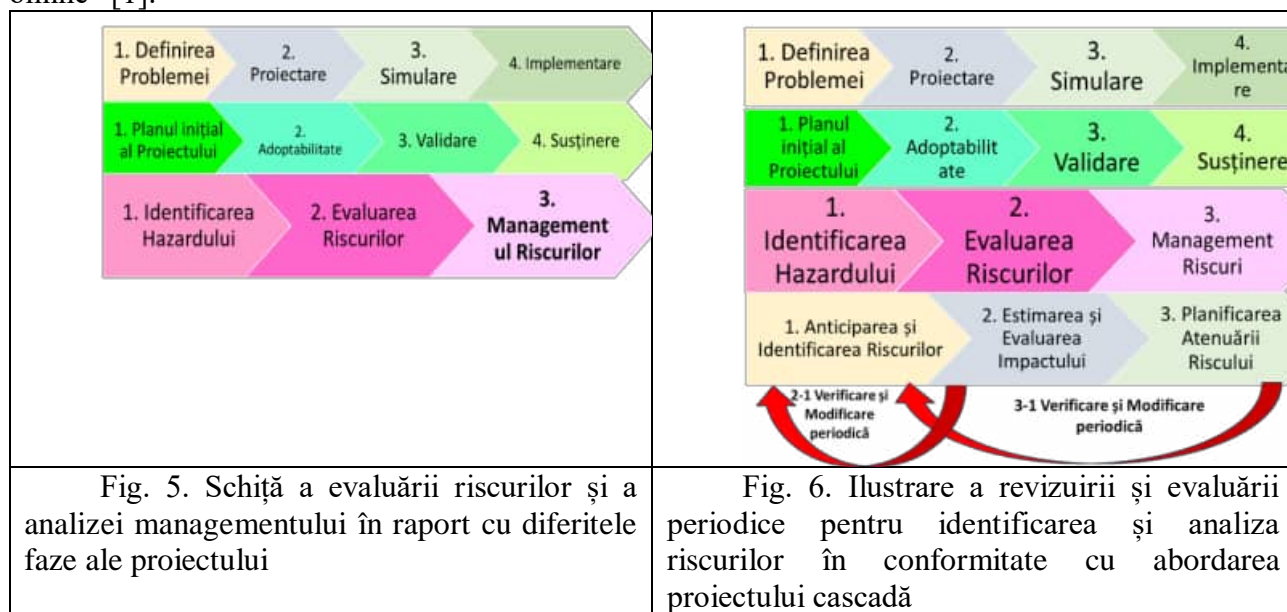 1. Definirea
Problemei
2.
Proiectare
3.
Simulare
4. Implementare
1. Planul inițial
al Proiectului
2.
Adoptabilitate
3. Validare
4. Susținere
1. Identificarea
Hazardului
2. Evaluarea
Riscurilor
3.
Management
ul Riscurilor
Fig. 5. Schiță a evaluării riscurilor și a
analizei managementului în raport cu diferitele
faze ale proiectului
1. Definirea
Problemei
2.
Proiectare
3.
Simulare
4.
Implementa
re
1. Planul
inițial al
Proiectului
2.
Adoptabilit
ate
3.
Validare
4.
Susținere
1.
Identificarea
Hazardului
2.
Evaluarea
Riscurilor
3.
Management
Riscuri
1. Anticiparea și
Identificarea Riscurilor
2. Estimarea și
Evaluarea
Impactului
3. Planificarea
Atenuării
Riscului
2-1 Verificare și
Modificare
periodică
3-1 Verificare și Modificare
periodică
Fig. 6. Ilustrare a revizuirii și evaluării
periodice pentru identificarea și analiza
riscurilor în conformitate cu abordarea
proiectului cascadă